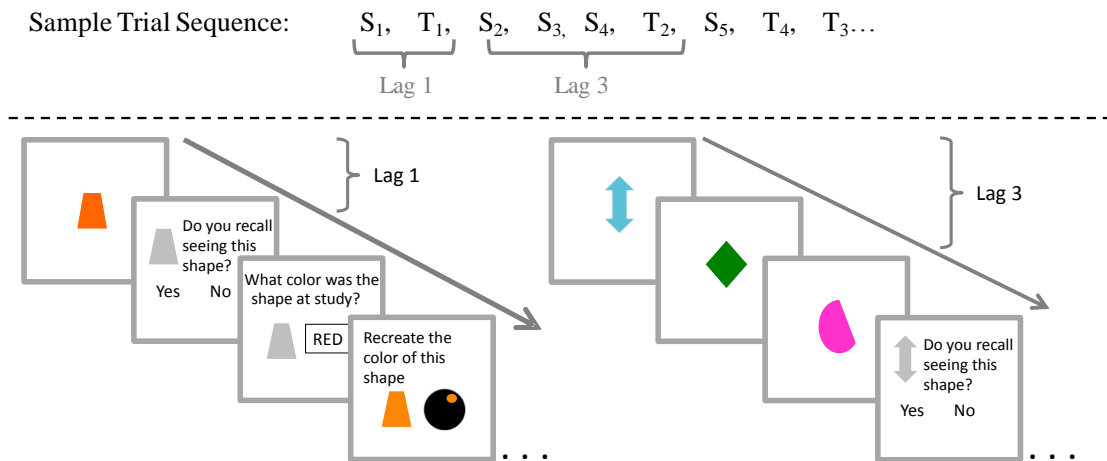 Sample Trial Sequence: S₁, T₁, S₂, S₃, S₄, T₂, S₅, T₄, T₃…
Lag 1 Lag 3
Lag 1
Do you recall
seeing this
shape?
Yes No
What color was the
shape at study?
RED
Recreate the
color of this
shape
. . .
Lag 3
Do you recall
seeing this
shape?
Yes No
. . .